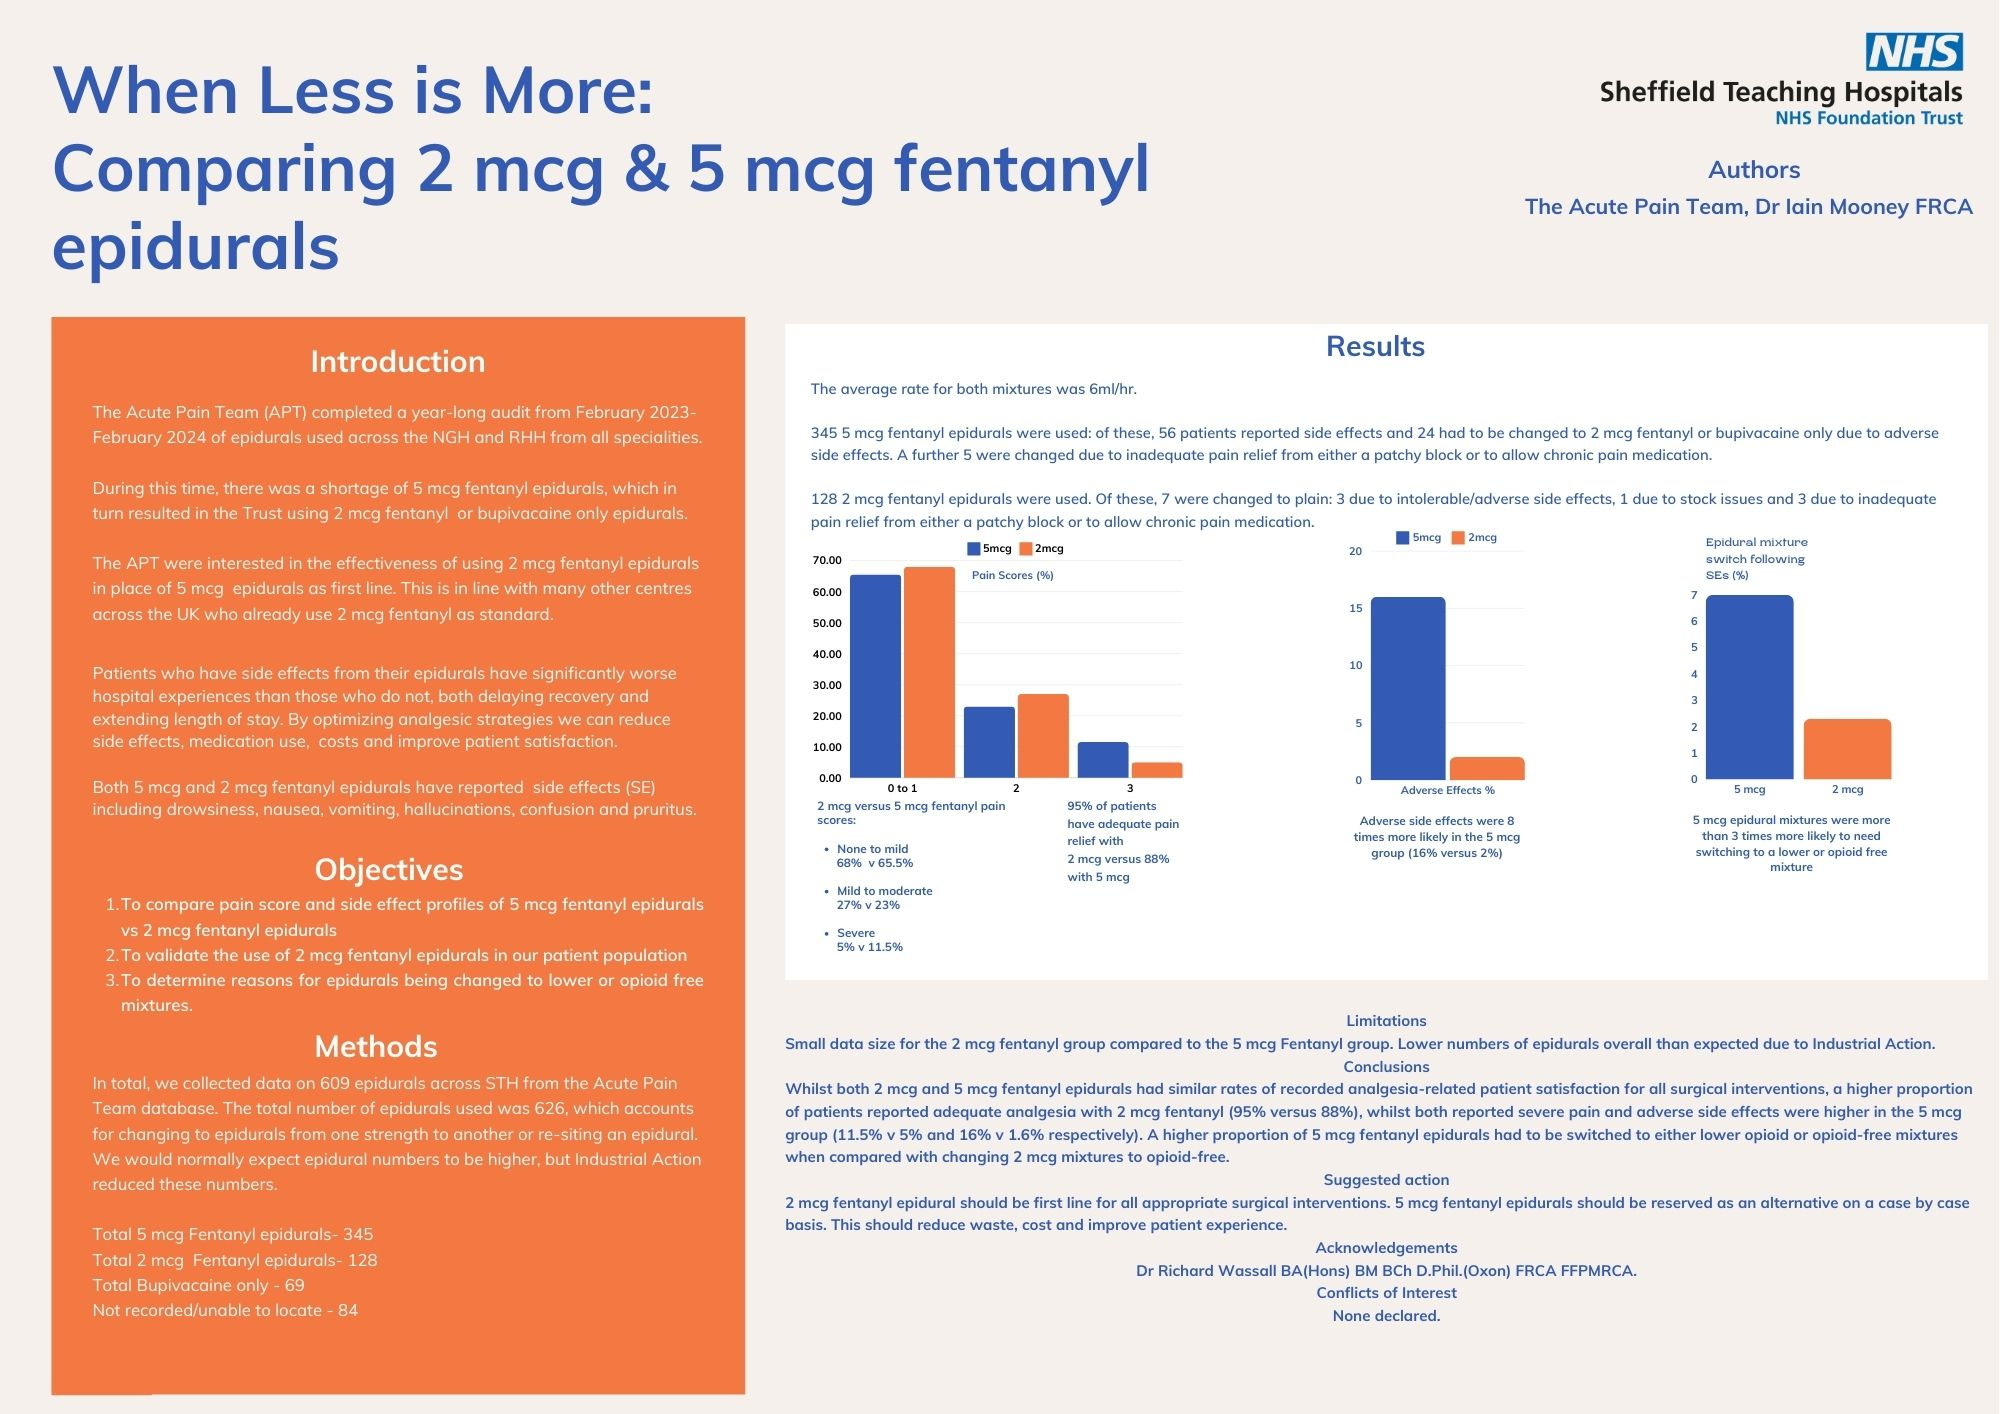 When Less is More:
Comparing 2 mcg & 5 mcg fentanyl
epidurals
NHS
Sheffield Teaching Hospitals
NHS Foundation Trust
Authors
The Acute Pain Team, Dr Iain Mooney FRCA
Introduction
The Acute Pain Team (APT) completed a year-long audit from February 2023-
February 2024 of epidurals used across the NGH and RHH from all specialities.
During this time, there was a shortage of 5 mcg fentanyl epidurals, which in
turn resulted in the Trust using 2 mcg fentanyl or bupivacaine only epidurals.
The APT were interested in the effectiveness of using 2 mcg fentanyl epidurals
in place of 5 mcg epidurals as first line. This is in line with many other centres
across the UK who already use 2 mcg fentanyl as standard.
Patients who have side effects from their epidurals have significantly worse
hospital experiences than those who do not, both delaying recovery and
extending length of stay. By optimizing analgesic strategies we can reduce
side effects, medication use, costs and improve patient satisfaction.
Both 5 mcg and 2 mcg fentanyl epidurals have reported side effects (SE)
including drowsiness, nausea, vomiting, hallucinations, confusion and pruritus.
Objectives
1. To compare pain score and side effect profiles of 5 mcg fentanyl epidurals
vs 2 mcg fentanyl epidurals
2. To validate the use of 2 mcg fentanyl epidurals in our patient population
3. To determine reasons for epidurals being changed to lower or opioid free
mixtures.
Methods
In total, we collected data on 609 epidurals across STH from the Acute Pain
Team database. The total number of epidurals used was 626, which accounts
for changing to epidurals from one strength to another or re-siting an epidural.
We would normally expect epidural numbers to be higher, but Industrial Action
reduced these numbers.
Total 5 mcg Fentanyl epidurals- 345
Total 2 mcg Fentanyl epidurals- 128
Total Bupivacaine only - 69
Not recorded/unable to locate - 84
Results
The average rate for both mixtures was 6ml/hr.
345 5 mcg fentanyl epidurals were used: of these, 56 patients reported side effects and 24 had to be changed to 2 mcg fentanyl or bupivacaine only due to adverse
side effects. A further 5 were changed due to inadequate pain relief from either a patchy block or to allow chronic pain medication.
128 2 mcg fentanyl epidurals were used. Of these, 7 were changed to plain: 3 due to intolerable/adverse side effects, 1 due to stock issues and 3 due to inadequate
pain relief from either a patchy block or to allow chronic pain medication.
5mcg 2mcg
Pain Scores (%)
70.00
60.00
50.00
40.00
30.00
20.00
10.00
0.00
0 to 1 2 3
2 mcg versus 5 mcg fentanyl pain
scores:
• None to mild
68% v 65.5%
• Mild to moderate
27% v 23%
• Severe
5% v 11.5%
95% of patients
have adequate pain
relief with
2 mcg versus 88%
with 5 mcg
5mcg 2mcg
20
15
10
5
0
Adverse Effects %
Adverse side effects were 8
times more likely in the 5 mcg
group (16% versus 2%)
Epidural mixture
switch following
SEs (%)
7
6
5
4
3
2
1
0
5 mcg 2 mcg
5 mcg epidural mixtures were more
than 3 times more likely to need
switching to a lower or opioid free
mixture
Limitations
Small data size for the 2 mcg fentanyl group compared to the 5 mcg Fentanyl group. Lower numbers of epidurals overall than expected due to Industrial Action.
Conclusions
Whilst both 2 mcg and 5 mcg fentanyl epidurals had similar rates of recorded analgesia-related patient satisfaction for all surgical interventions, a higher proportion
of patients reported adequate analgesia with 2 mcg fentanyl (95% versus 88%), whilst both reported severe pain and adverse side effects were higher in the 5 mcg
group (11.5% v 5% and 16% v 1.6% respectively). A higher proportion of 5 mcg fentanyl epidurals had to be switched to either lower opioid or opioid-free mixtures
when compared with changing 2 mcg mixtures to opioid-free.
Suggested action
2 mcg fentanyl epidural should be first line for all appropriate surgical interventions. 5 mcg fentanyl epidurals should be reserved as an alternative on a case by case
basis. This should reduce waste, cost and improve patient experience.
Acknowledgements
Dr Richard Wassall BA(Hons) BM BCh D.Phil.(Oxon) FRCA FFPMRCA.
Conflicts of Interest
None declared.